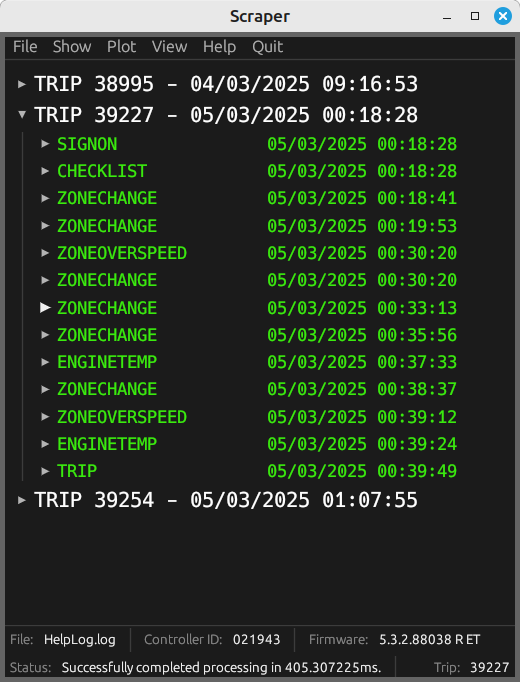 Scraper
File Show Plot View Help Quit
TRIP 38995 - 04/03/2025 09:16:53
TRIP 39227 - 05/03/2025 00:18:28
SIGNON 05/03/2025 00:18:28
CHECKLIST 05/03/2025 00:18:28
ZONECHANGE 05/03/2025 00:18:41
ZONECHANGE 05/03/2025 00:19:53
ZONEOVERSPEED 05/03/2025 00:30:20
ZONECHANGE 05/03/2025 00:30:20
ZONECHANGE 05/03/2025 00:33:13
ZONECHANGE 05/03/2025 00:35:56
ENGINETEMP 05/03/2025 00:37:33
ZONECHANGE 05/03/2025 00:38:37
ZONEOVERSPEED 05/03/2025 00:39:12
ENGINETEMP 05/03/2025 00:39:24
TRIP 05/03/2025 00:39:49
TRIP 39254 - 05/03/2025 01:07:55
File: HelpLog.log Controller ID: 021943 Firmware: 5.3.2.88038 R ET
Status: Successfully completed processing in 405.307225ms. Trip: 39227